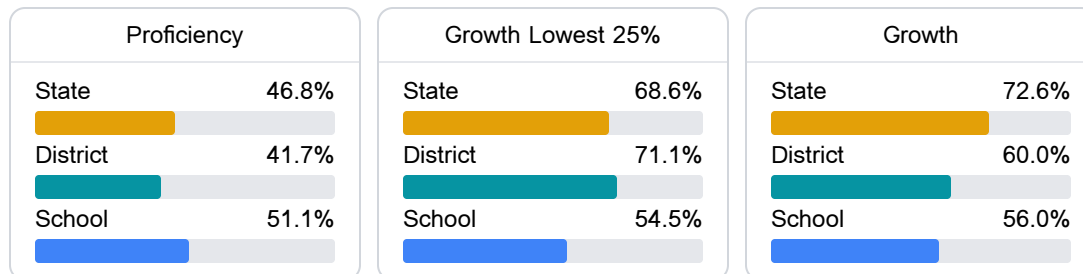 Proficiency
State 46.8%
District 41.7%
School 51.1%
Growth Lowest 25%
State 68.6%
District 71.1%
School 54.5%
Growth
State 72.6%
District 60.0%
School 56.0%